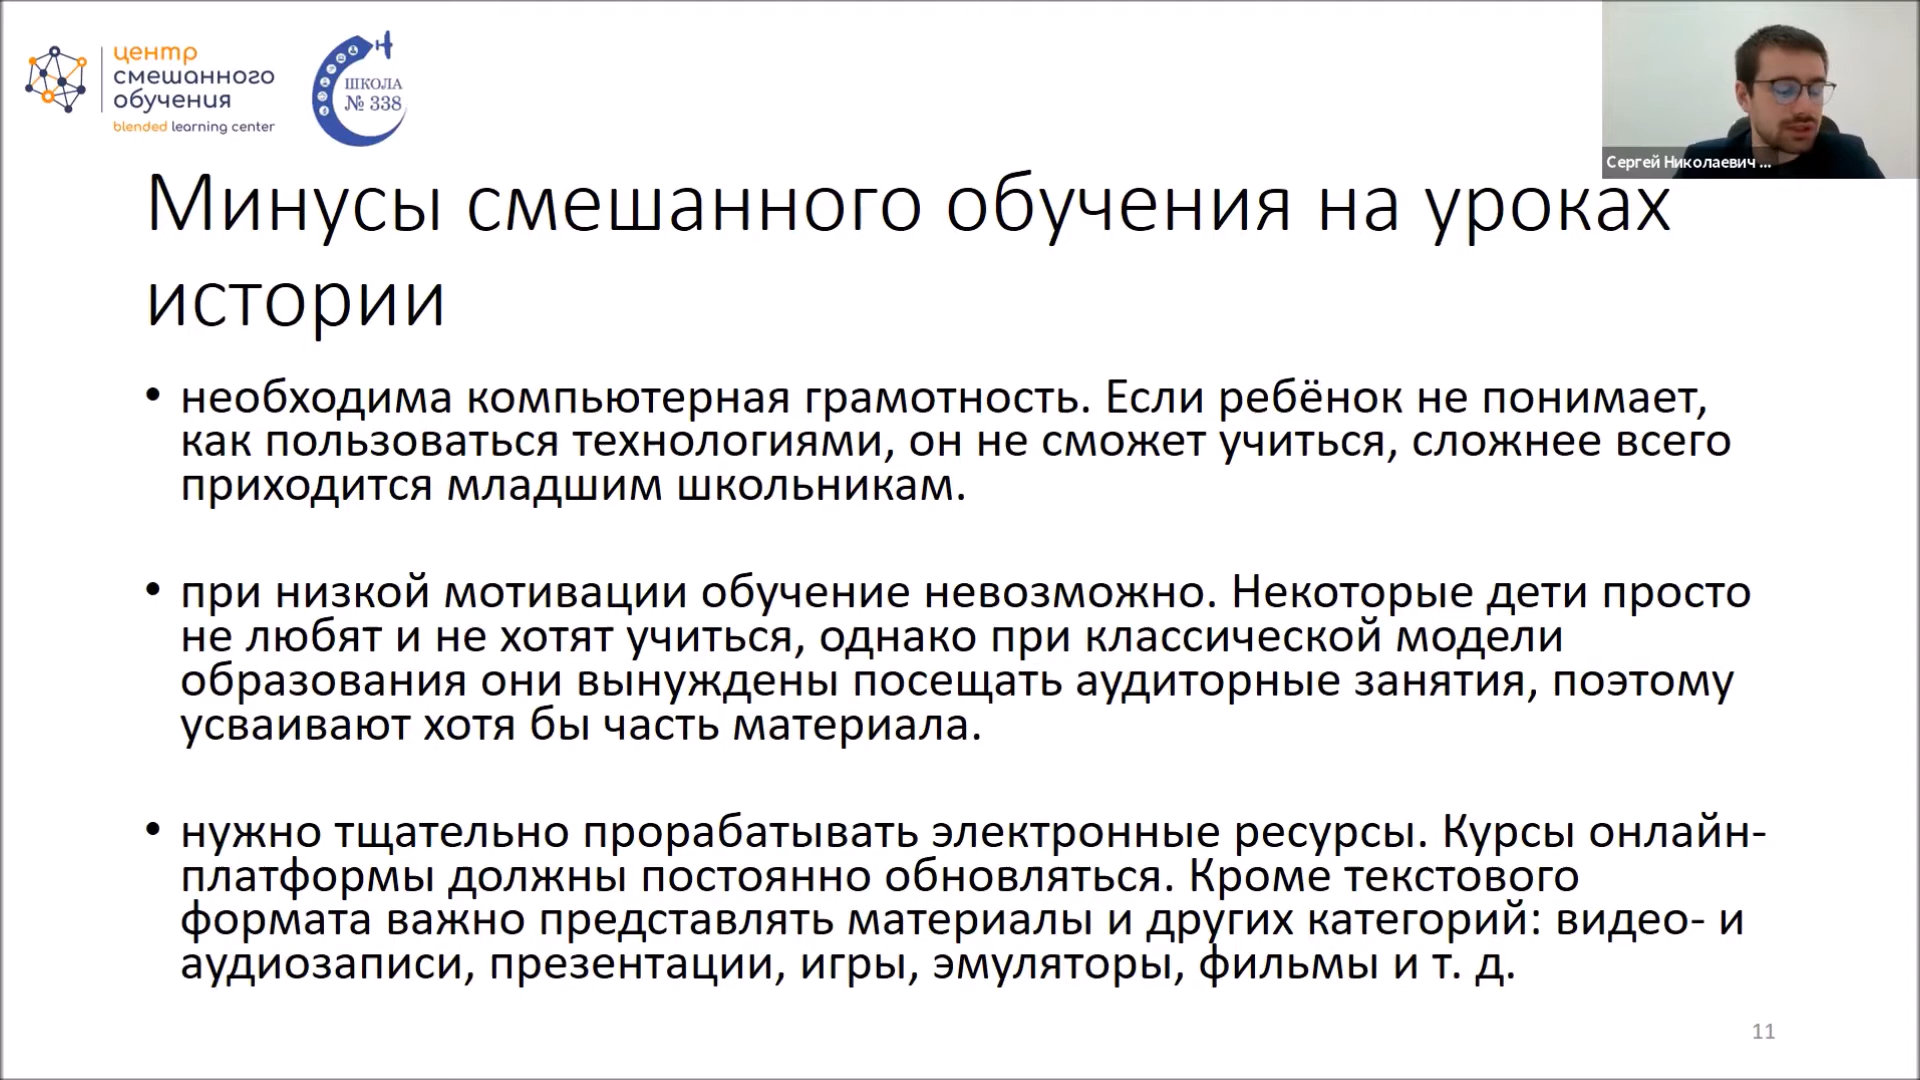 центр
смешанного
обучения
blended learning center
ШКОЛА
№ 338
Сергей Николаевич ...
Минусы смешанного обучения на уроках
истории
• необходима компьютерная грамотность. Если ребёнок не понимает,
как пользоваться технологиями, он не сможет учиться, сложнее всего
приходится младшим школьникам.
• при низкой мотивации обучение невозможно. Некоторые дети просто
не любят и не хотят учиться, однако при классической модели
образования они вынуждены посещать аудиторные занятия, поэтому
усваивают хотя бы часть материала.
• нужно тщательно прорабатывать электронные ресурсы. Курсы онлайн-
платформы должны постоянно обновляться. Кроме текстового
формата важно представлять материалы и других категорий: видео- и
аудиозаписи, презентации, игры, эмуляторы, фильмы и т. д.
11